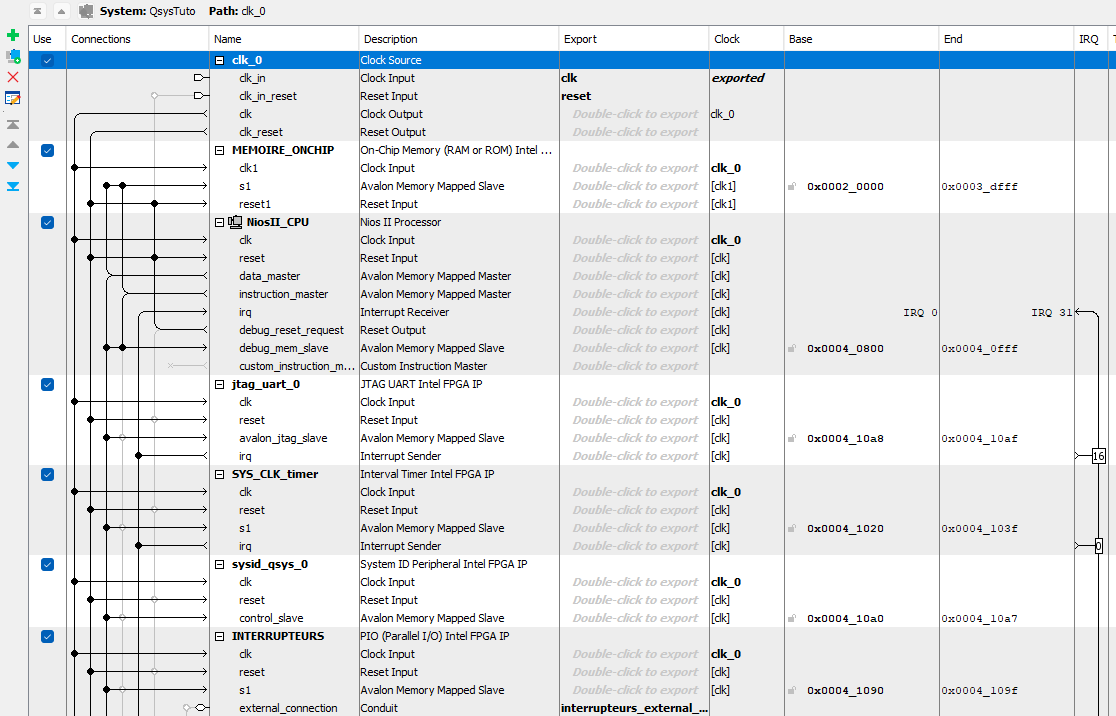 System: QsysTuto Path: clk_0
Use Connections Name Description Export Clock Base End IRQ
clk_0 Clock Source
clk_in Clock Input clk exported
clk_in_reset Reset Input reset
clk Clock Output Double-click to export clk_0
clk_reset Reset Output Double-click to export
MEMOIRE_ONCHIP On-Chip Memory (RAM or ROM) Intel ...
clk1 Clock Input Double-click to export clk_0
s1 Avalon Memory Mapped Slave Double-click to export [clk1] 0x0002_0000 0x0003_dfff
reset1 Reset Input Double-click to export [clk1]
NiosII_CPU Nios II Processor
clk Clock Input Double-click to export clk_0
reset Reset Input Double-click to export [clk]
data_master Avalon Memory Mapped Master Double-click to export [clk]
instruction_master Avalon Memory Mapped Master Double-click to export [clk]
irq Interrupt Receiver Double-click to export [clk] IRQ 0 IRQ 31
debug_reset_request Reset Output Double-click to export [clk]
debug_mem_slave Avalon Memory Mapped Slave Double-click to export [clk] 0x0004_0800 0x0004_0fff
custom_instruction_m... Custom Instruction Master Double-click to export
jtag_uart_0 JTAG UART Intel FPGA IP
clk Clock Input Double-click to export clk_0
reset Reset Input Double-click to export [clk]
avalon_jtag_slave Avalon Memory Mapped Slave Double-click to export [clk] 0x0004_10a8 0x0004_10af
irq Interrupt Sender Double-click to export [clk] 16
SYS_CLK_timer Interval Timer Intel FPGA IP
clk Clock Input Double-click to export clk_0
reset Reset Input Double-click to export [clk]
s1 Avalon Memory Mapped Slave Double-click to export [clk] 0x0004_1020 0x0004_103f
irq Interrupt Sender Double-click to export [clk] 0
sysid_qsys_0 System ID Peripheral Intel FPGA IP
clk Clock Input Double-click to export clk_0
reset Reset Input Double-click to export [clk]
control_slave Avalon Memory Mapped Slave Double-click to export [clk] 0x0004_10a0 0x0004_10a7
INTERRUPTEURS PIO (Parallel I/O) Intel FPGA IP
clk Clock Input Double-click to export clk_0
reset Reset Input Double-click to export [clk]
s1 Avalon Memory Mapped Slave Double-click to export [clk] 0x0004_1090 0x0004_109f
external_connection Conduit interrupteurs_external_...